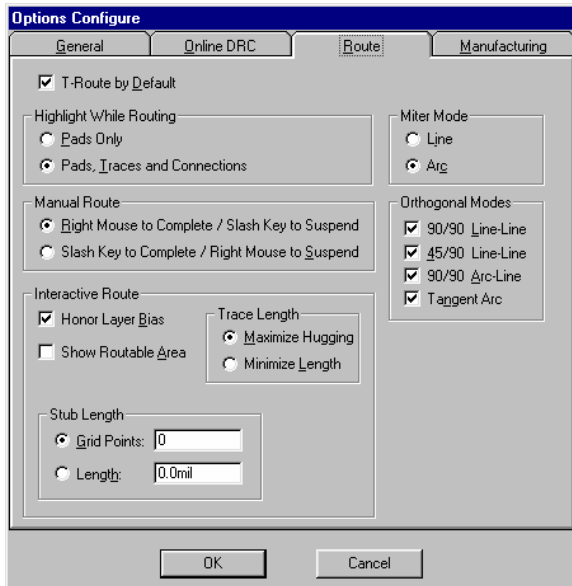 Options Configure
General
Online DRC
Route
Manufacturing
T-Route by Default
Highlight While Routing
Pads Only
Pads, Traces and Connections
Miter Mode
Line
Arc
Manual Route
Right Mouse to Complete / Slash Key to Suspend
Slash Key to Complete / Right Mouse to Suspend
Orthogonal Modes
90/90 Line-Line
45/90 Line-Line
90/90 Arc-Line
Tangent Arc
Interactive Route
Honor Layer Bias
Show Routable Area
Trace Length
Maximize Hugging
Minimize Length
Stub Length
Grid Points: 0
Length: 0.0mil
OK
Cancel